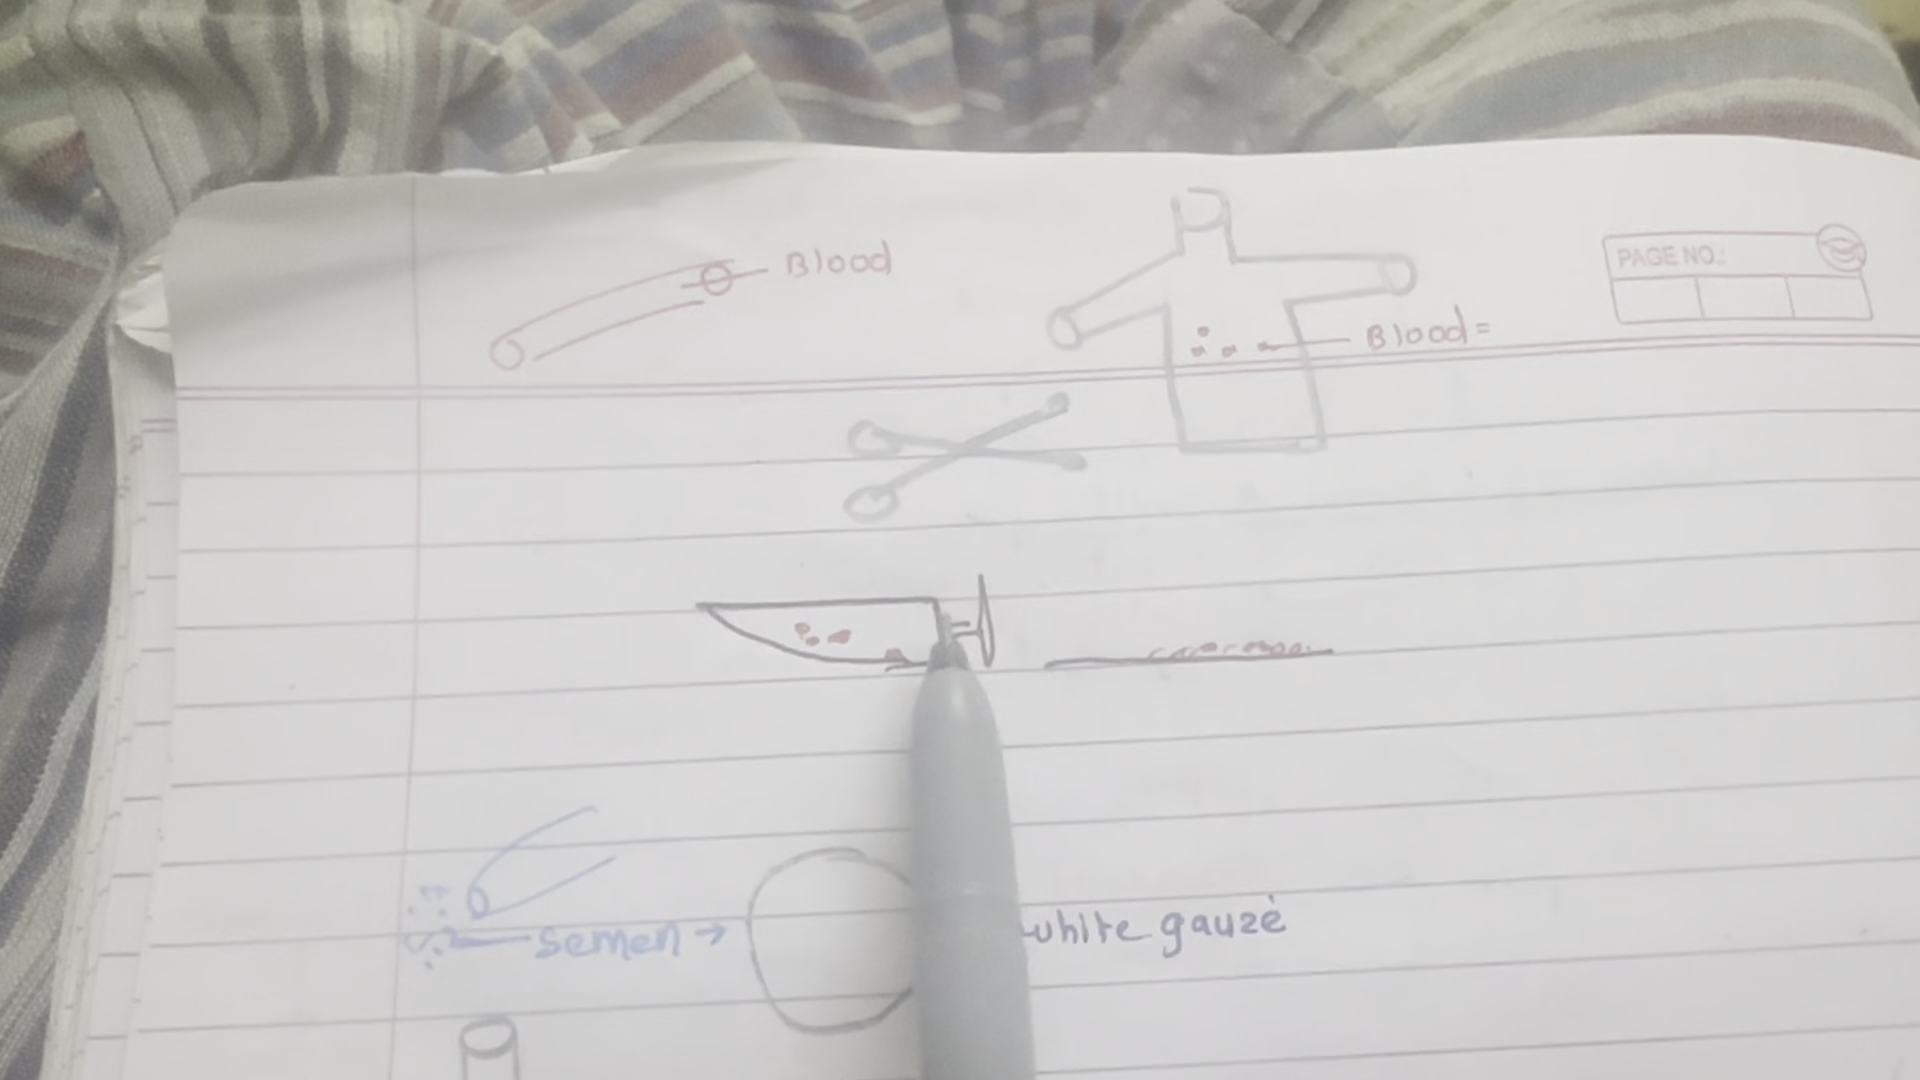 Blood
PAGE NO.:
Blood =
semen →
white gauze